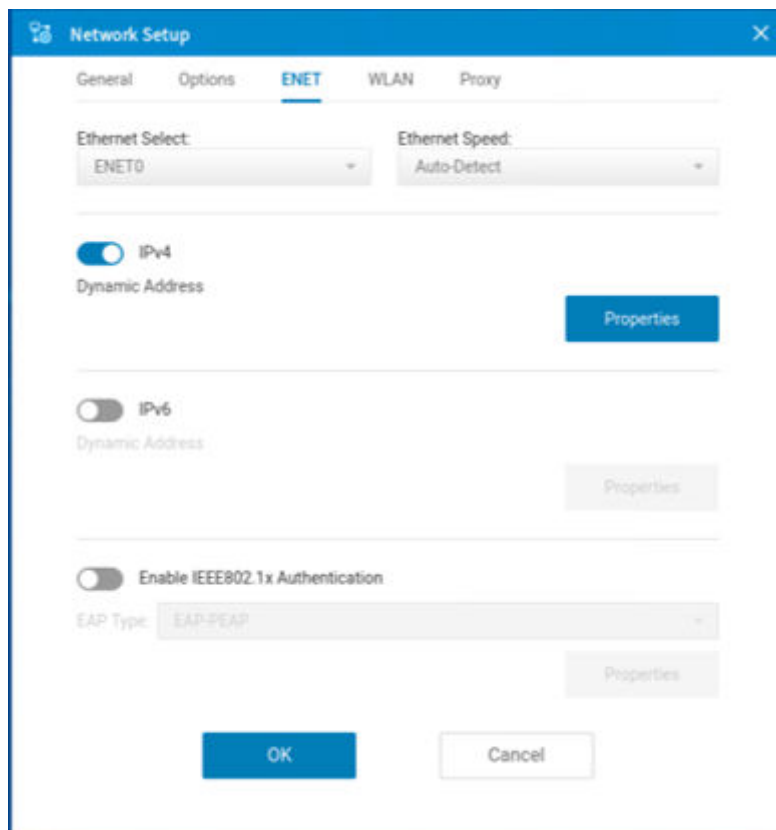 Network Setup
General Options ENET WLAN Proxy
Ethernet Select: Ethernet Speed:
ENET0 Auto-Detect
IPv4
Dynamic Address
Properties
IPv6
Dynamic Address
Properties
Enable IEEE802.1x Authentication
EAP Type: EAP-PEAP
Properties
OK Cancel